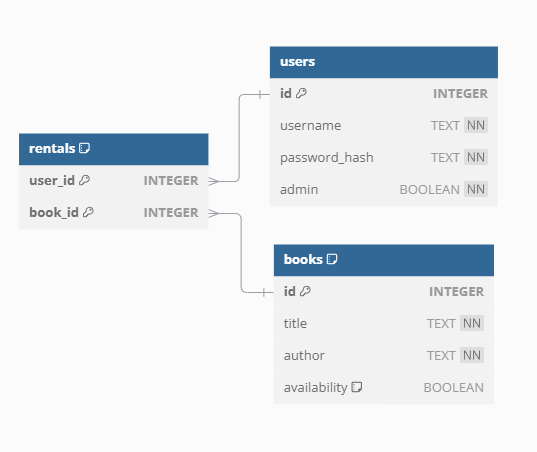 users
id INTEGER
username TEXT NN
password_hash TEXT NN
admin BOOLEAN NN
rentals
user_id INTEGER
book_id INTEGER
books
id INTEGER
title TEXT NN
author TEXT NN
availability BOOLEAN